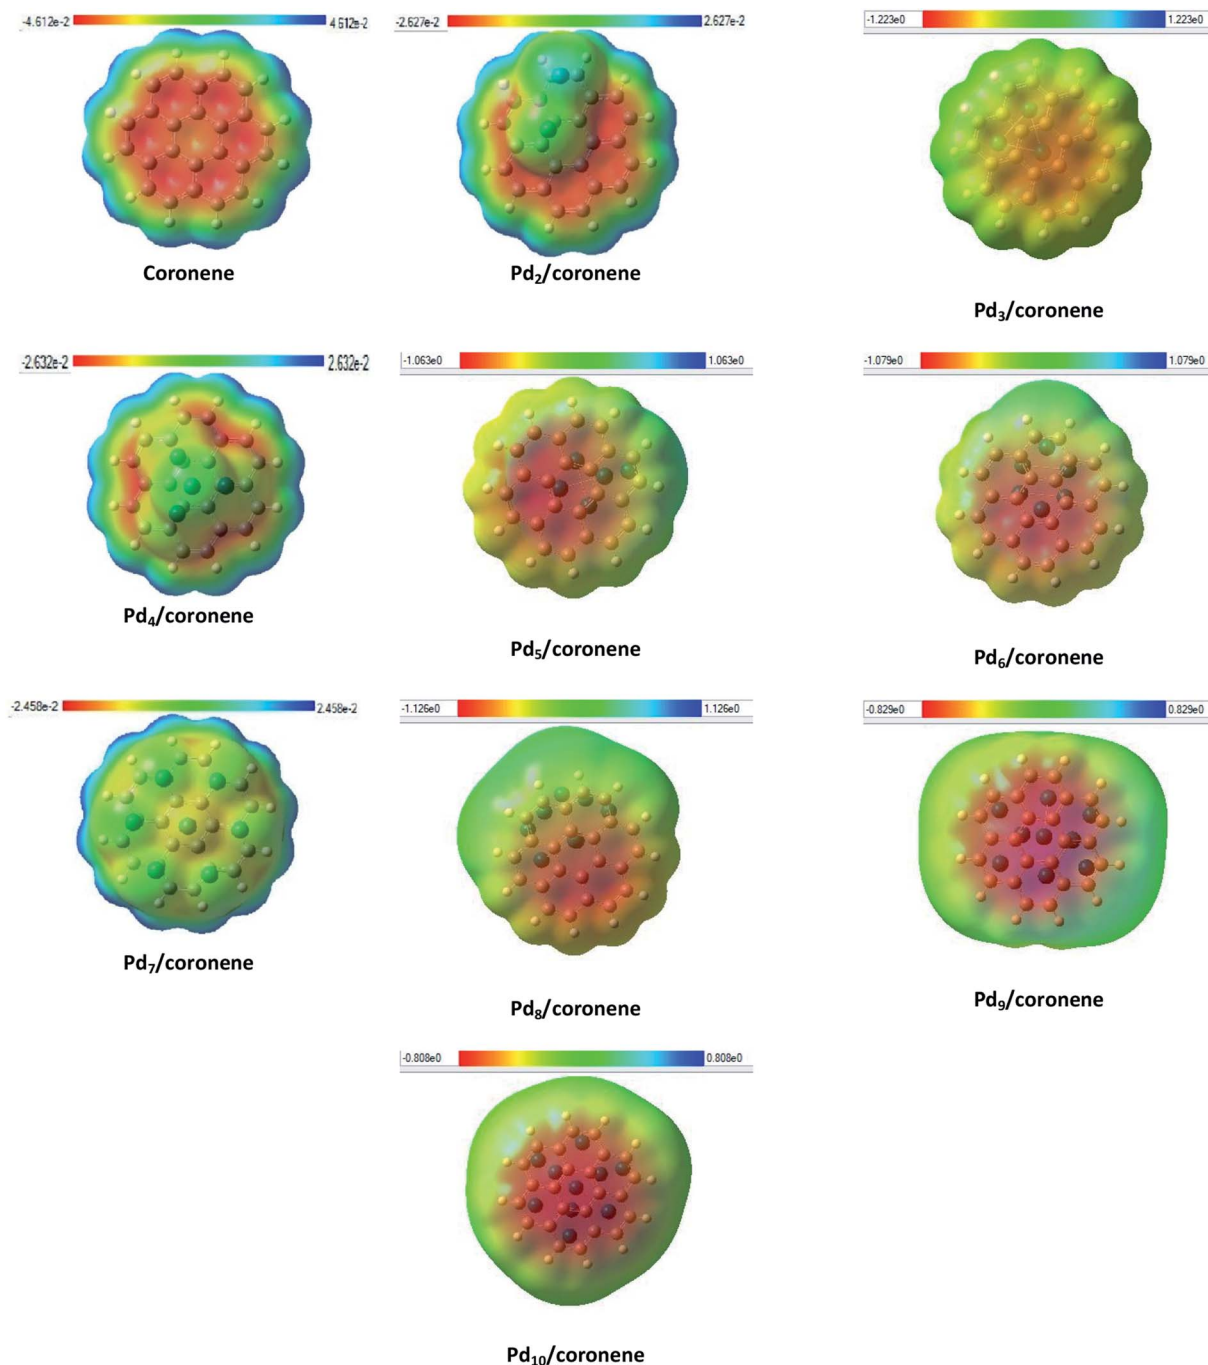 -4.612e-2 4.612e-2 -2.627e-2 2.627e-2 -1.223e0 1.223e0
Coronene Pd₂/coronene
Pd₃/coronene
-2.632e-2 2.632e-2 -1.063e0 1.063e0 -1.079e0 1.079e0
Pd₄/coronene
Pd₅/coronene Pd₆/coronene
-2.458e-2 2.458e-2 -1.126e0 1.126e0 -0.829e0 0.829e0
Pd₇/coronene
Pd₈/coronene Pd₉/coronene
-0.808e0 0.808e0
Pd₁₀/coronene